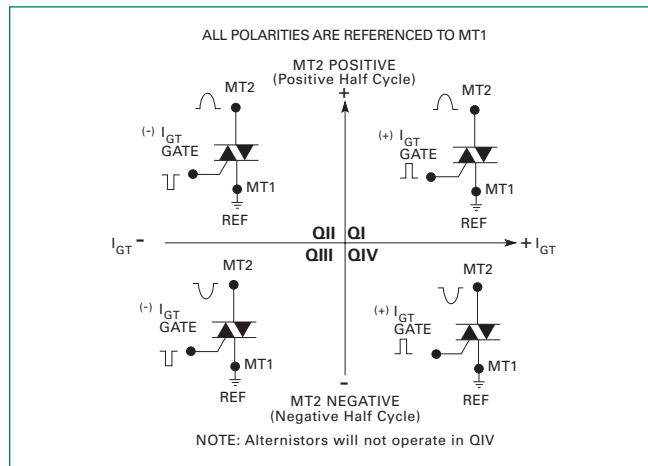 ALL POLARITIES ARE REFERENCED TO MT1
MT2 POSITIVE
(Positive Half Cycle)
+
MT2
(-) IGT
GATE
MT1
REF
MT2
(+) IGT
GATE
MT1
REF
IGT -
QII QI
QIII QIV
+ IGT
MT2
(-) IGT
GATE
MT1
REF
MT2
(+) IGT
GATE
MT1
REF
-
MT2 NEGATIVE
(Negative Half Cycle)
NOTE: Alternistors will not operate in QIV